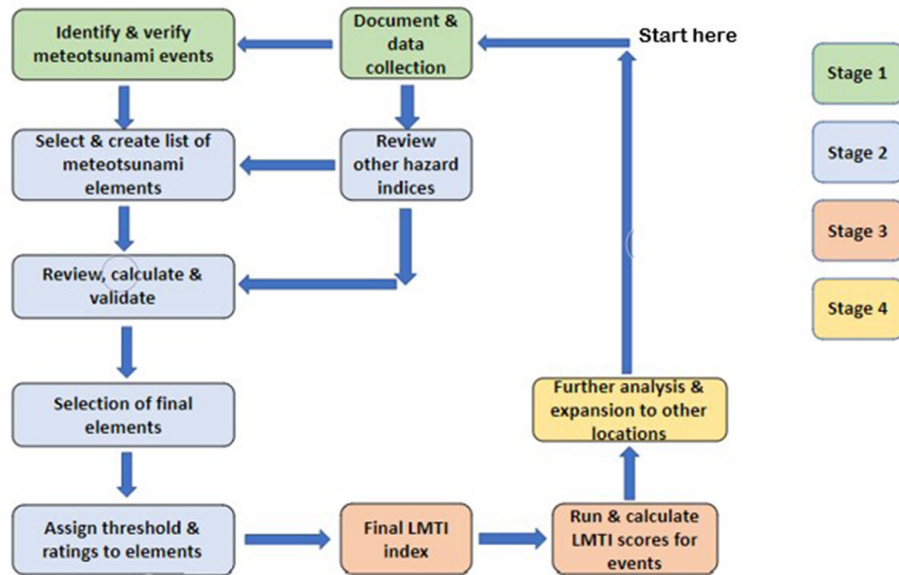 Start here
Document &
data
collection
Identify & verify
meteotsunami events
Select & create list of
meteotsunami
elements
Review
other hazard
indices
Review, calculate &
validate
Selection of final
elements
Assign threshold &
ratings to elements
Final LMTI
index
Run & calculate
LMTI scores for
events
Further analysis &
expansion to other
locations
Stage 1
Stage 2
Stage 3
Stage 4